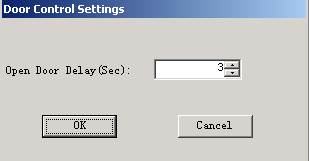 Door Control Settings
Open Door Delay(Sec): 3
OK Cancel